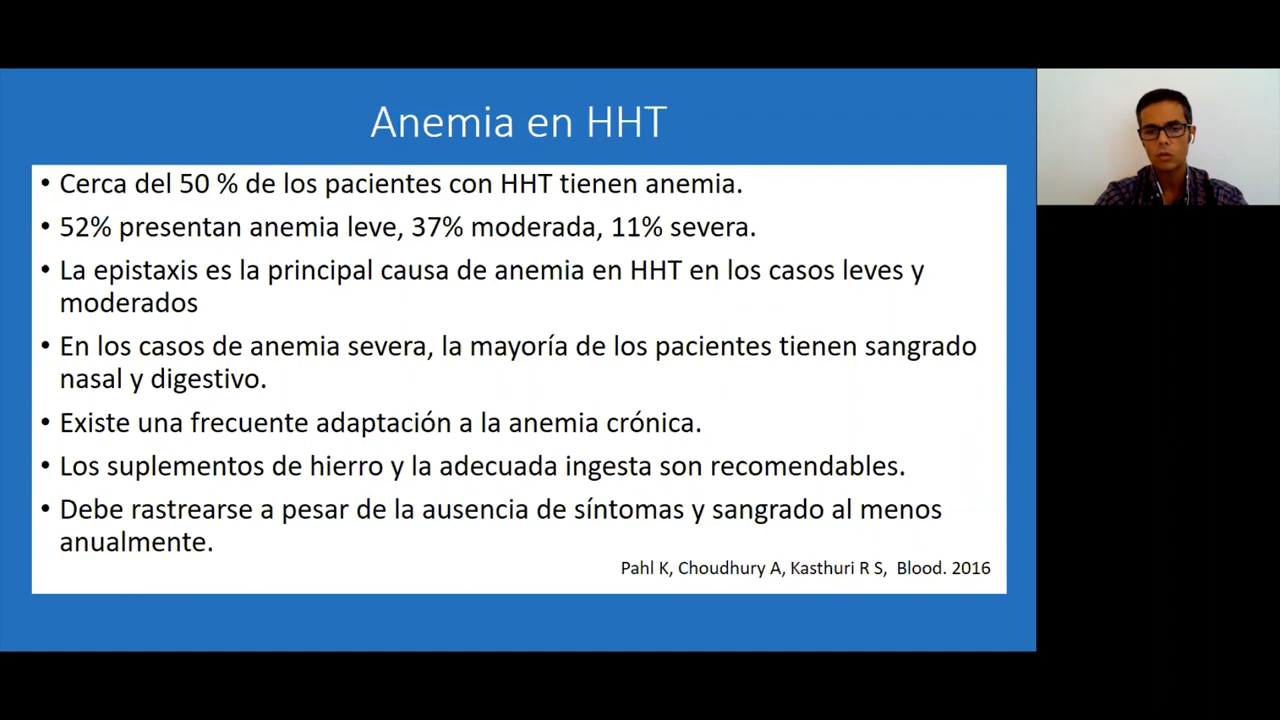 Anemia en HHT
• Cerca del 50 % de los pacientes con HHT tienen anemia.
• 52% presentan anemia leve, 37% moderada, 11% severa.
• La epistaxis es la principal causa de anemia en HHT en los casos leves y
moderados
• En los casos de anemia severa, la mayoría de los pacientes tienen sangrado
nasal y digestivo.
• Existe una frecuente adaptación a la anemia crónica.
• Los suplementos de hierro y la adecuada ingesta son recomendables.
• Debe rastrearse a pesar de la ausencia de síntomas y sangrado al menos
anualmente.
Pahl K, Choudhury A, Kasthuri R S, Blood. 2016